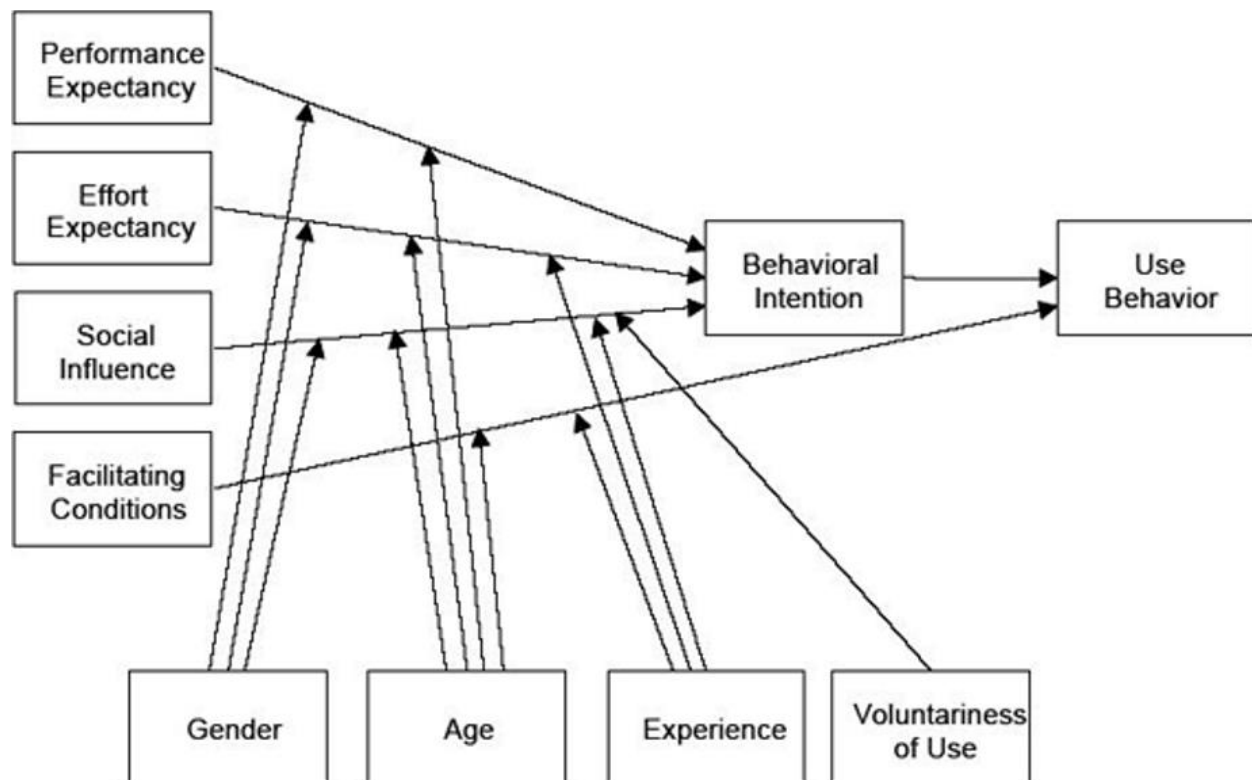 Performance
Expectancy
Effort
Expectancy
Social
Influence
Facilitating
Conditions
Behavioral
Intention
Use
Behavior
Gender
Age
Experience
Voluntariness
of Use